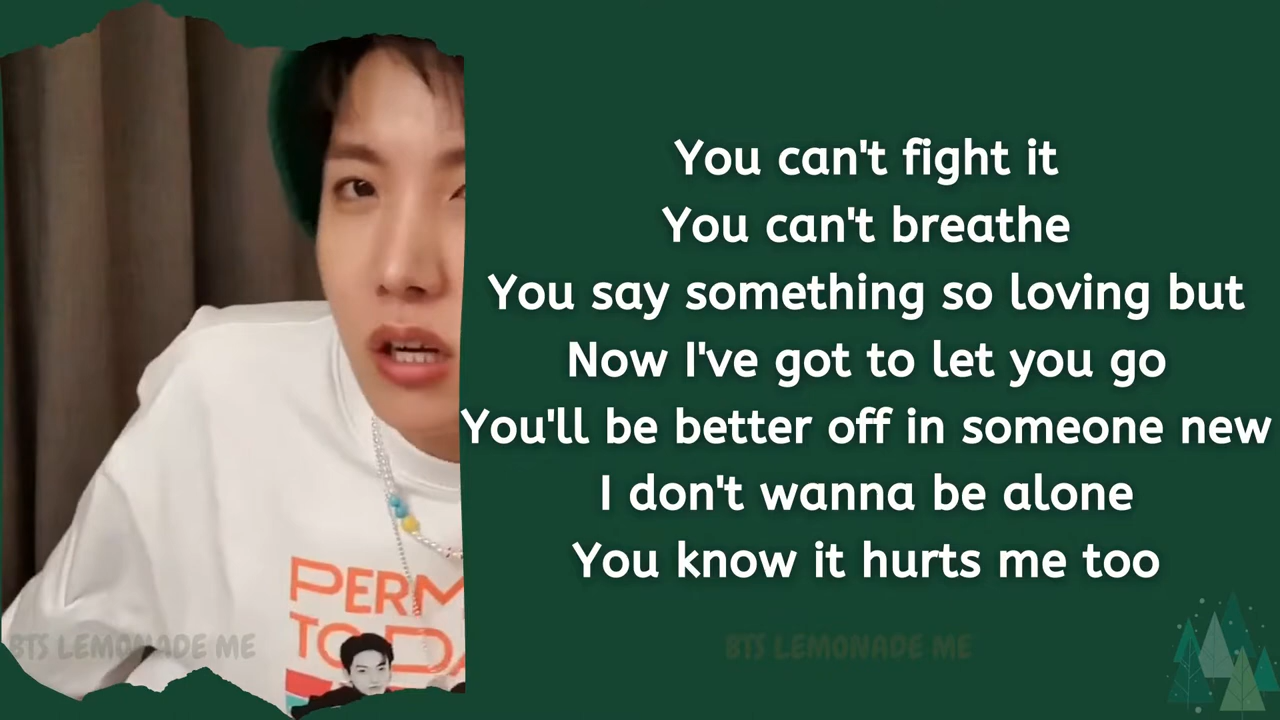 You can't fight it
You can't breathe
You say something so loving but
Now I've got to let you go
You'll be better off in someone new
I don't wanna be alone
You know it hurts me too
PERM
TO DA
BTS LEMONADE ME
BTS LEMONADE ME